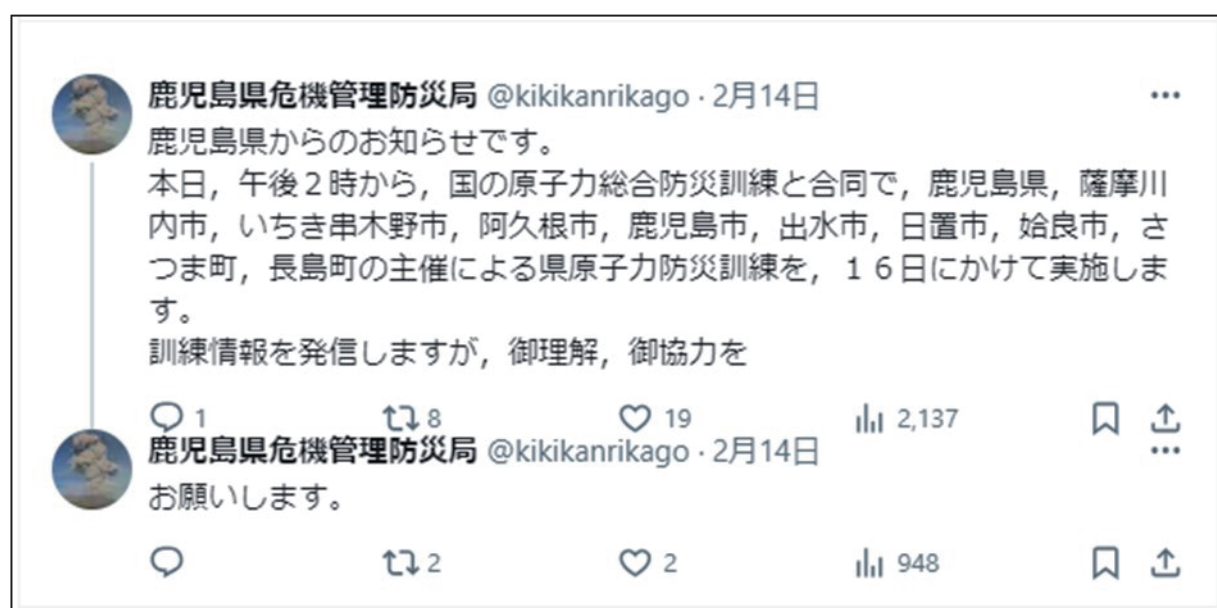 鹿児島県危機管理防災局 @kikikanrikago · 2月14日
鹿児島県からのお知らせです。
本日，午後２時から，国の原子力総合防災訓練と合同で，鹿児島県，薩摩川
内市，いちき串木野市，阿久根市，鹿児島市，出水市，日置市，姶良市，さ
つま町，長島町の主催による県原子力防災訓練を，１６日にかけて実施しま
す。
訓練情報を発信しますが，御理解，御協力を
1 8 19 2,137
鹿児島県危機管理防災局 @kikikanrikago · 2月14日
お願いします。
2 2 948